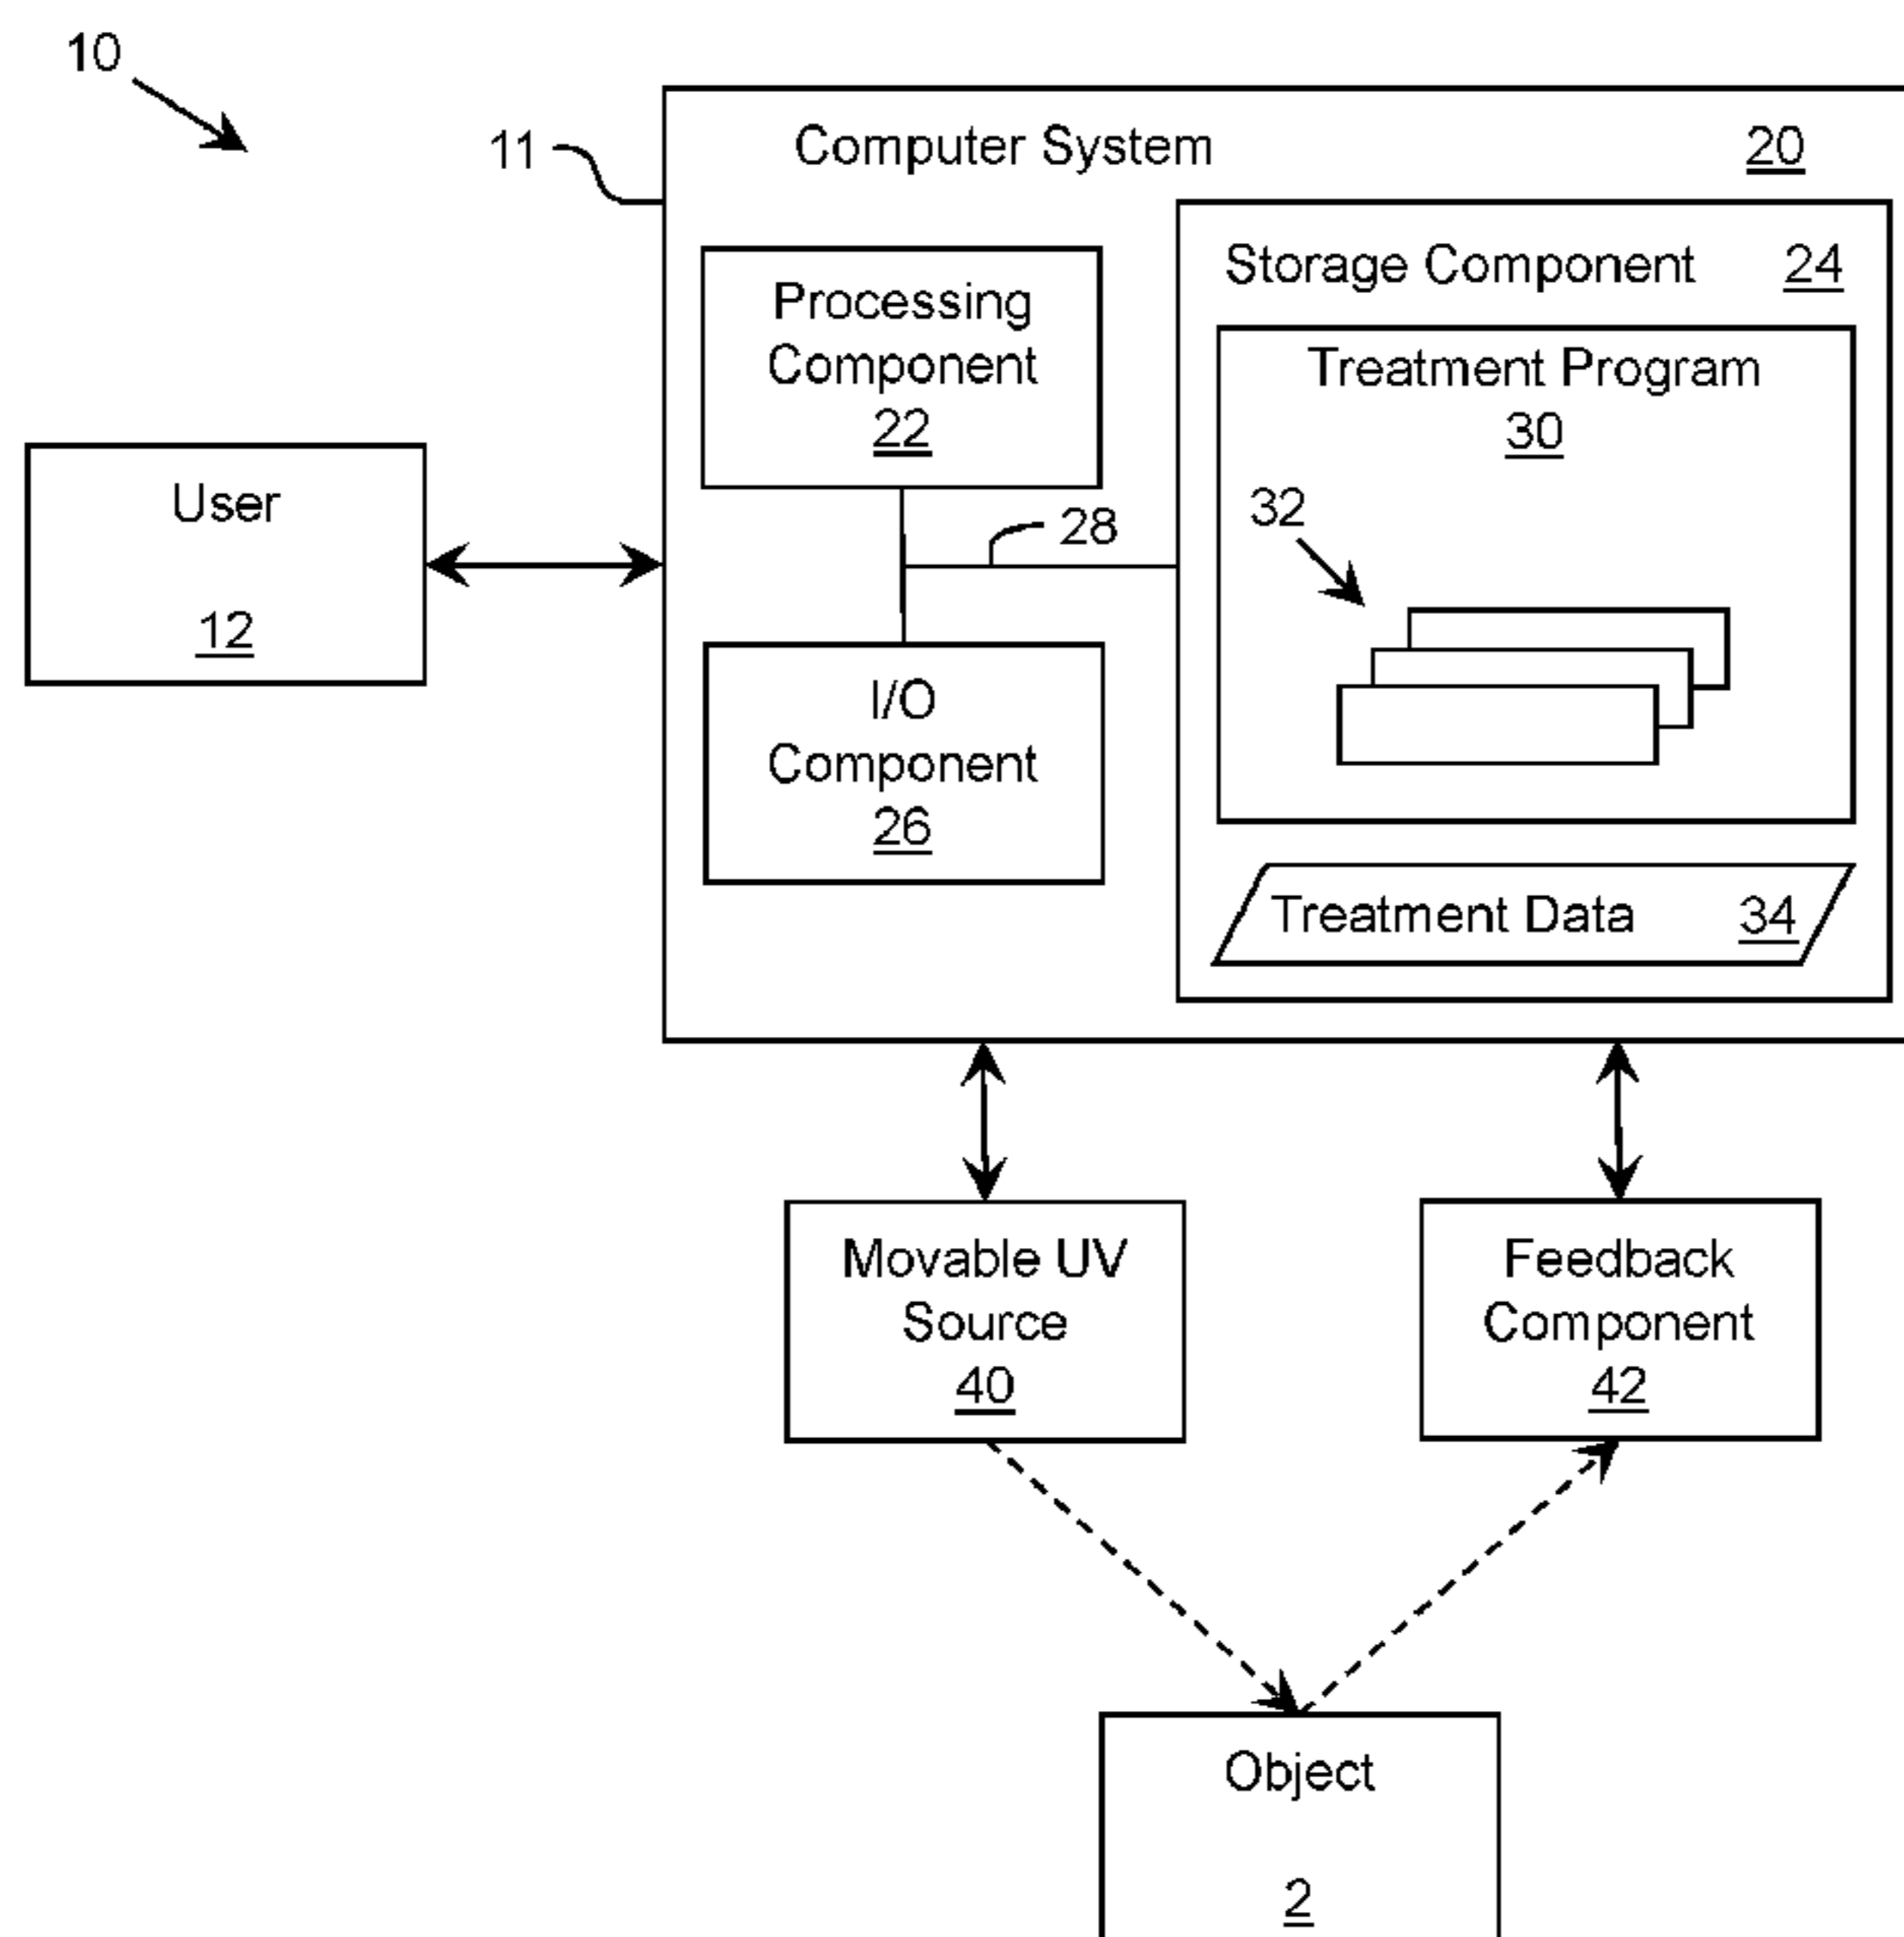 10
11
Computer System 20
Storage Component 24
Processing
Component
22
Treatment Program
30
User
12
28
32
I/O
Component
26
Treatment Data 34
Movable UV
Source
40
Feedback
Component
42
Object
2